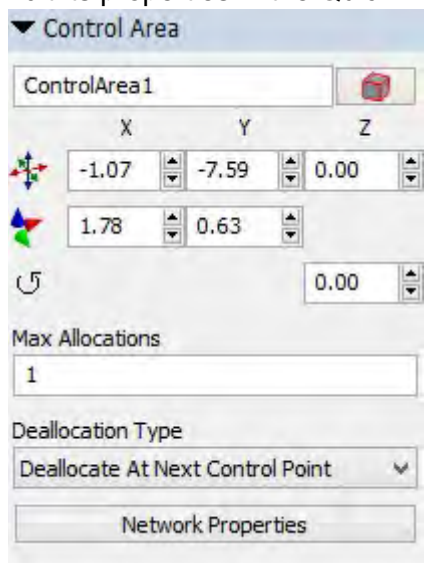 Control Area
ControlArea1
X Y Z
-1.07 -7.59 0.00
1.78 0.63
0.00
Max Allocations
1
Deallocation Type
Deallocate At Next Control Point
Network Properties